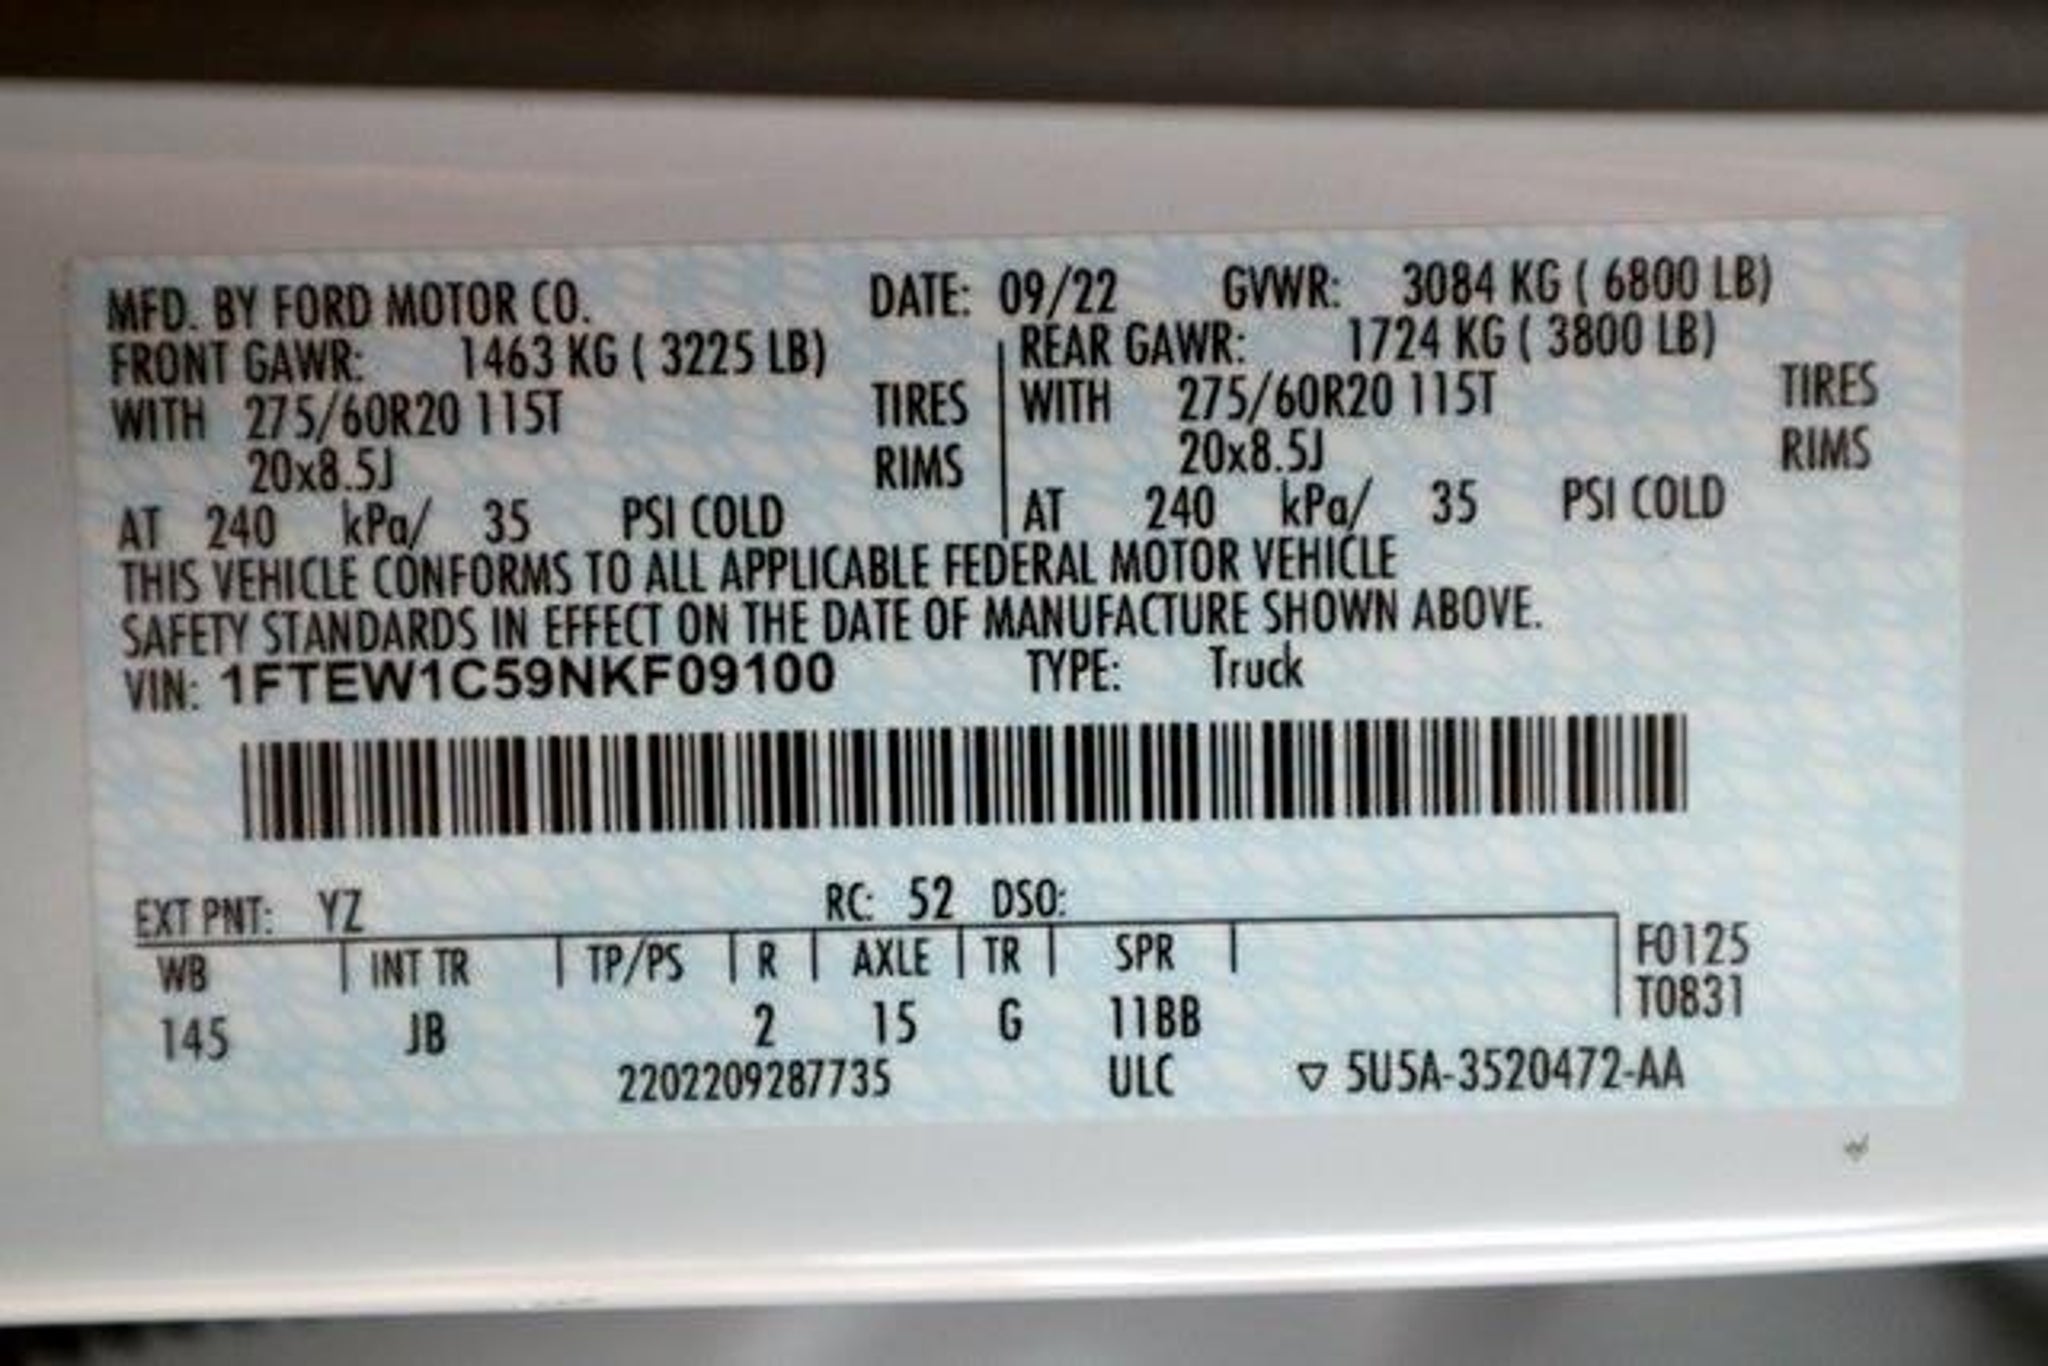 MFD. BY FORD MOTOR CO. DATE: 09/22 GVWR: 3084 KG ( 6800 LB)
FRONT GAWR: 1463 KG ( 3225 LB) REAR GAWR: 1724 KG ( 3800 LB)
WITH 275/60R20 115T TIRES WITH 275/60R20 115T TIRES
20x8.5J RIMS 20x8.5J RIMS
AT 240 kPa/ 35 PSI COLD AT 240 kPa/ 35 PSI COLD
THIS VEHICLE CONFORMS TO ALL APPLICABLE FEDERAL MOTOR VEHICLE
SAFETY STANDARDS IN EFFECT ON THE DATE OF MANUFACTURE SHOWN ABOVE.
VIN: 1FTEW1C59NKF09100 TYPE: Truck
EXT PNT: YZ RC: 52 DSO:
WB INT TR TP/PS R AXLE TR SPR F0125
T0831
145 JB 2 15 G 11BB
2202209287735 ULC ▽ 5U5A-3520472-AA